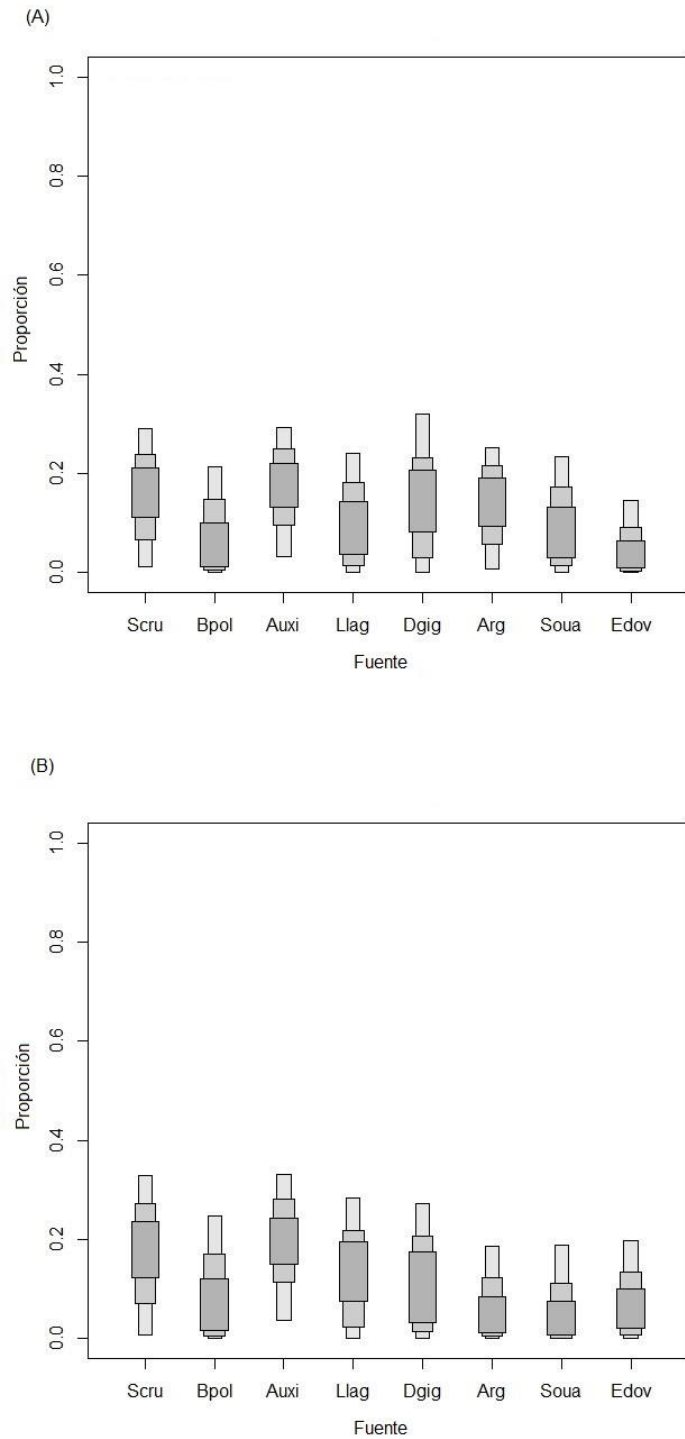 (A)
1.0
0.8
0.6
0.4
0.2
0.0
Proporción
Scru Bpol Auxi Llag Dgig Arg Soua Edov
Fuente
(B)
1.0
0.8
0.6
0.4
0.2
0.0
Proporción
Scru Bpol Auxi Llag Dgig Arg Soua Edov
Fuente